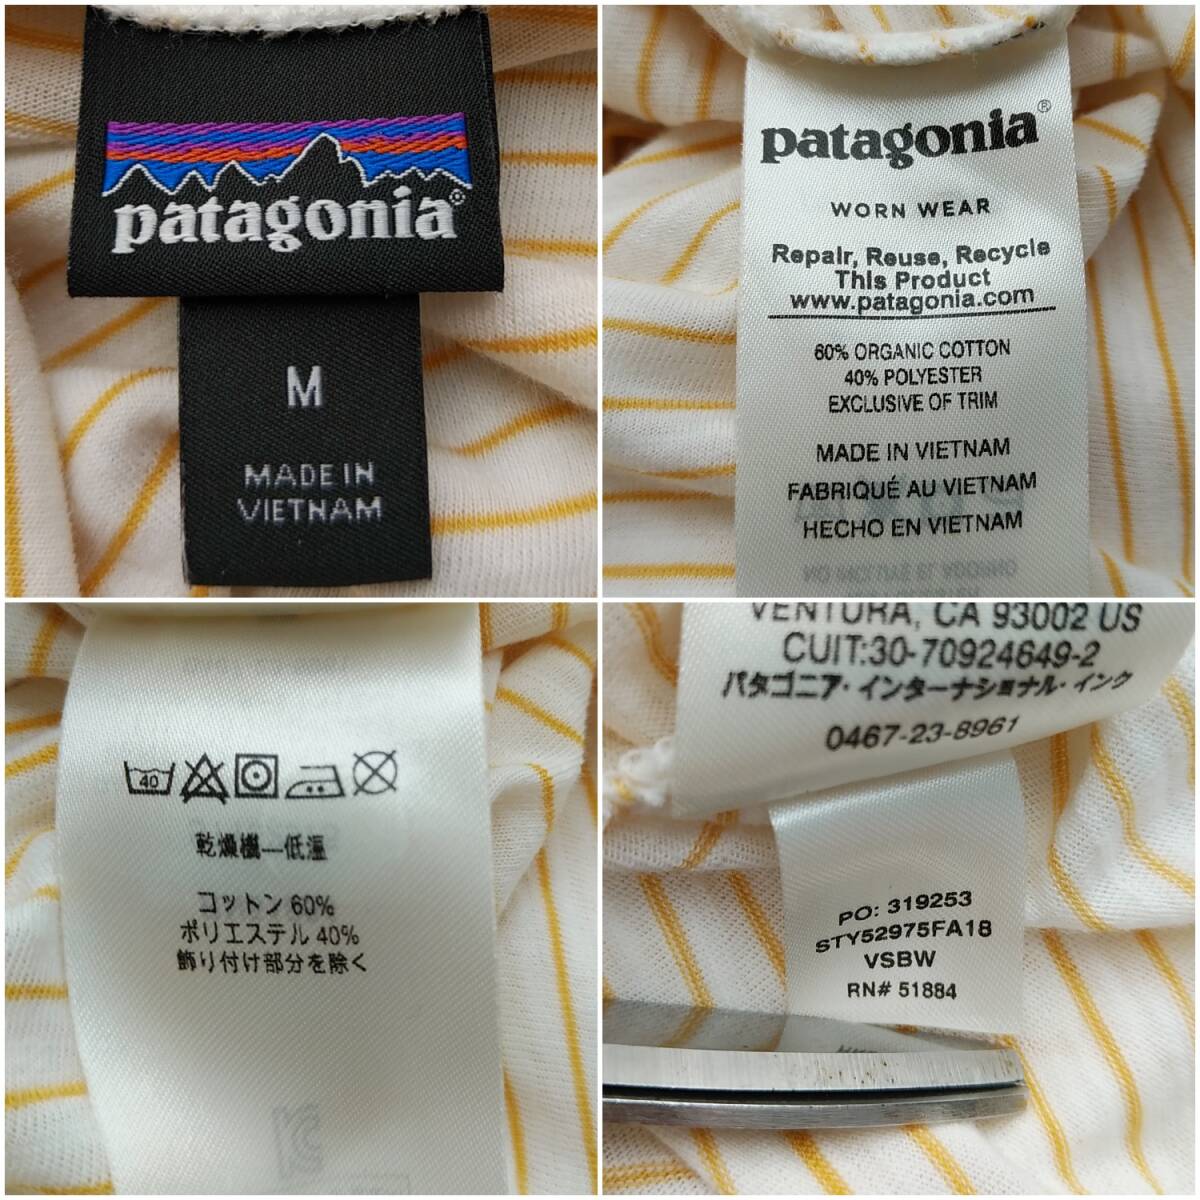 patagonia®
M
MADE IN
VIETNAM
patagonia®
WORN WEAR
Repair, Reuse, Recycle
This Product
www.patagonia.com
60% ORGANIC COTTON
40% POLYESTER
EXCLUSIVE OF TRIM
MADE IN VIETNAM
FABRIQUÉ AU VIETNAM
HECHO EN VIETNAM
40
乾燥機―低温
コットン 60%
ポリエステル 40%
飾り付け部分を除く
VENTURA, CA 93002 US
CUIT:30-70924649-2
パタゴニア・インターナショナル・インク
0467-23-8961
PO: 319253
STY52975FA18
VSBW
RN# 51884